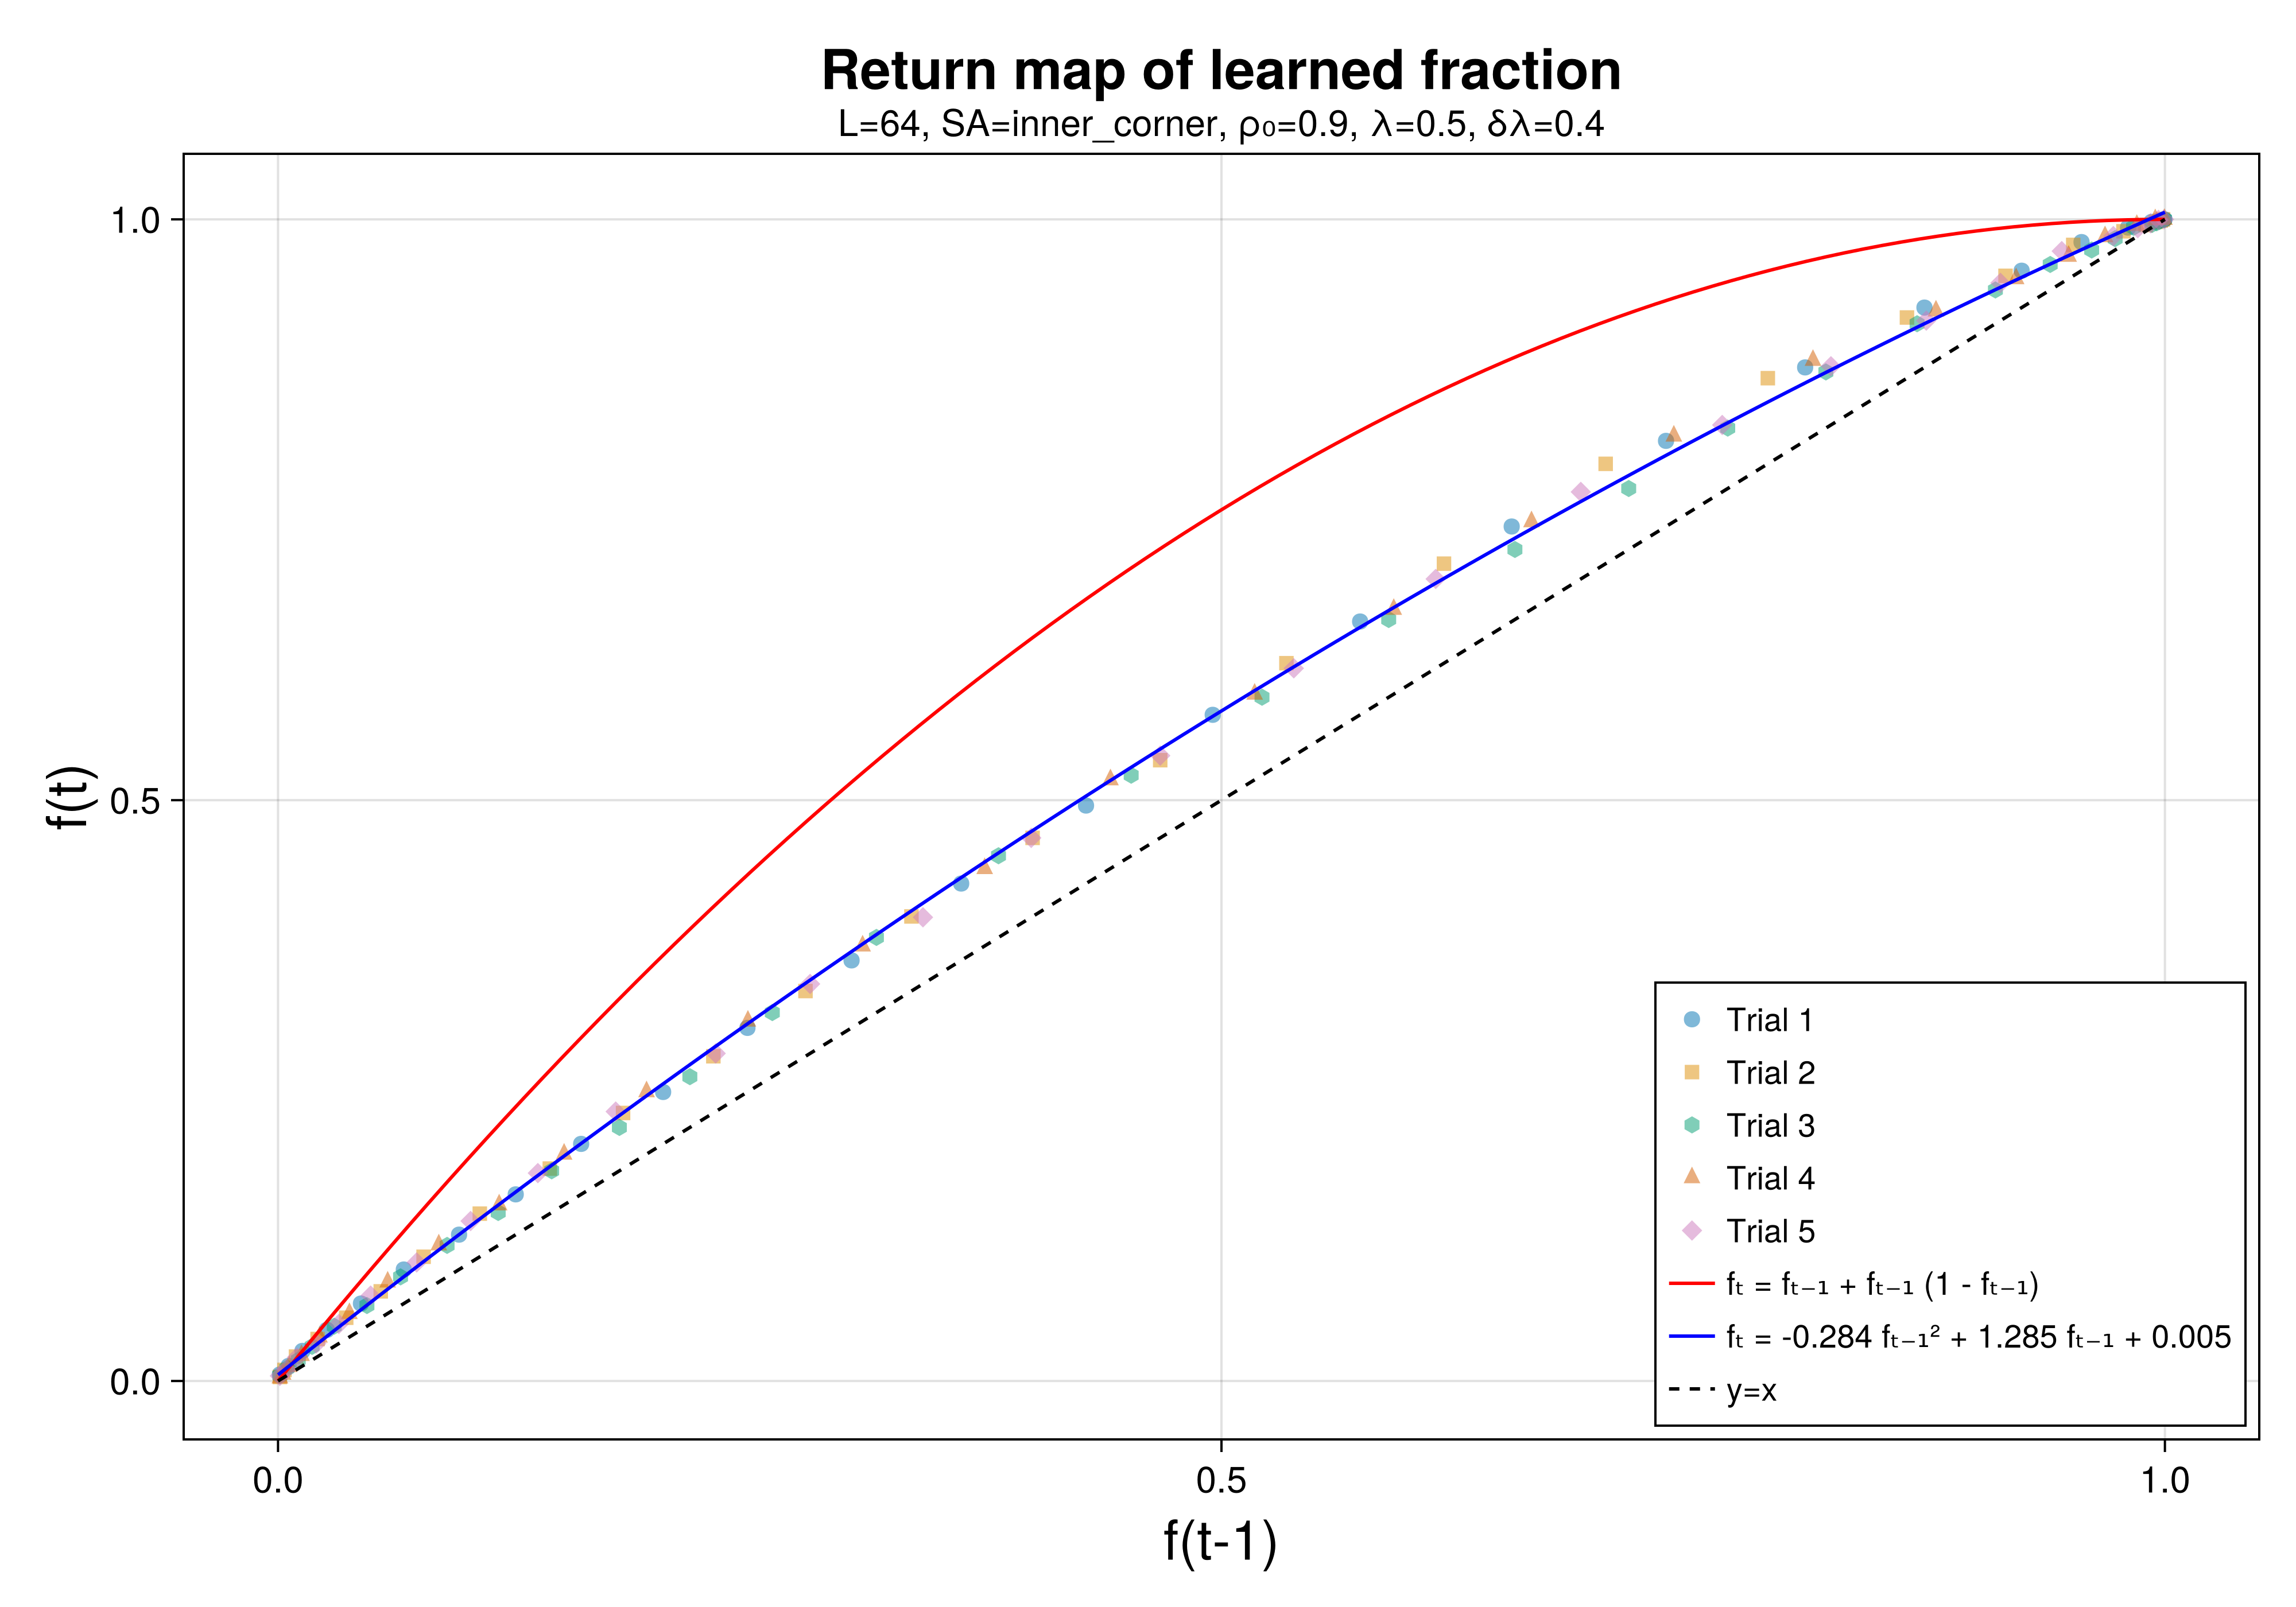 Return map of learned fraction
L=64, SA=inner_corner, ρ₀=0.9, λ=0.5, δλ=0.4
f(t)
1.0
0.5
0.0
0.0
0.5
1.0
f(t-1)
Trial 1
Trial 2
Trial 3
Trial 4
Trial 5
fₜ = fₜ₋₁ + fₜ₋₁ (1 - fₜ₋₁)
fₜ = -0.284 fₜ₋₁² + 1.285 fₜ₋₁ + 0.005
y=x